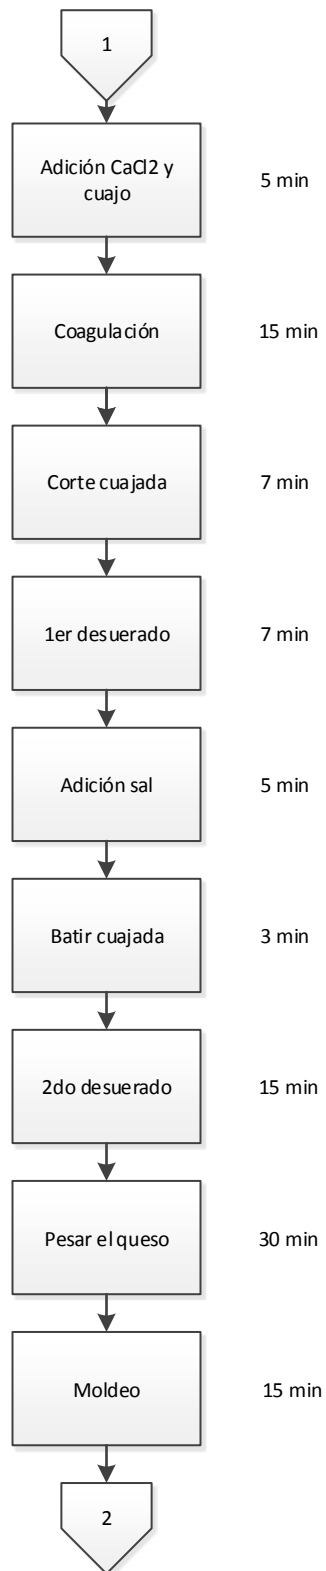 1
Adición CaCl2 y
cuajo
5 min
Coagulación
15 min
Corte cuajada
7 min
1er desuerado
7 min
Adición sal
5 min
Batir cuajada
3 min
2do desuerado
15 min
Pesar el queso
30 min
Moldeo
15 min
2